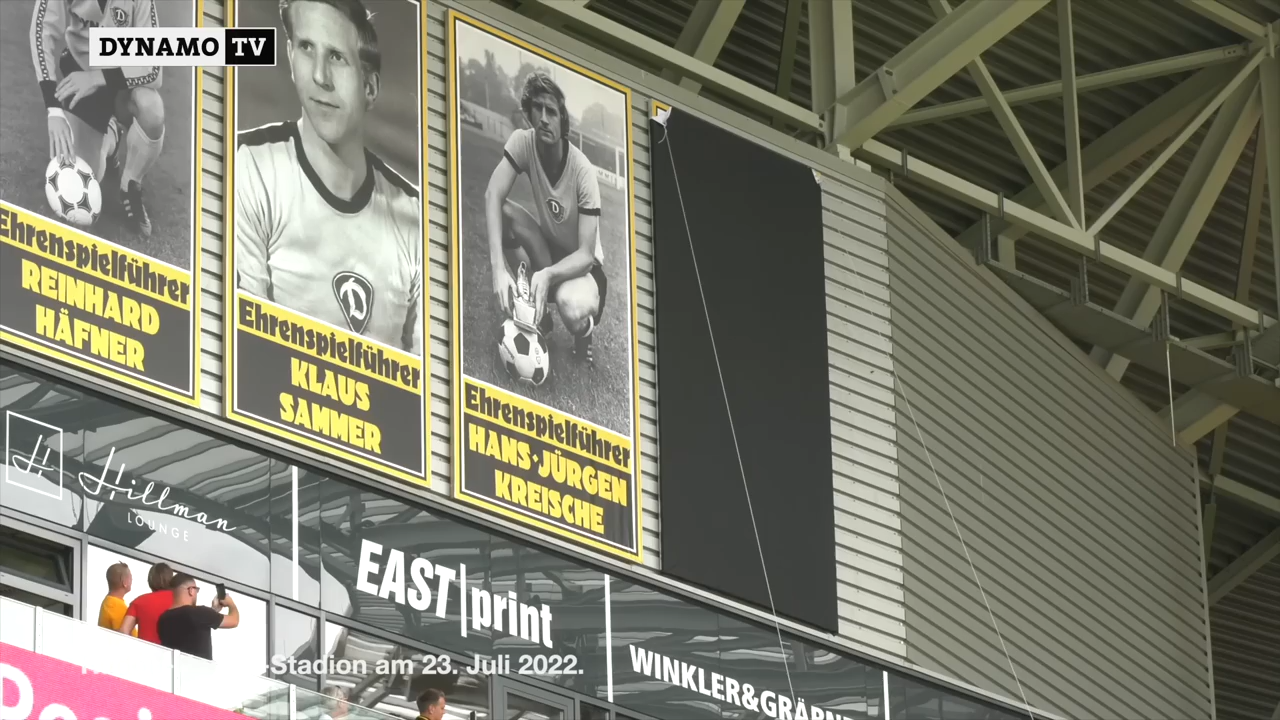 DYNAMO TV
Ehrenspielführer
REINHARD
HÄFNER
Ehrenspielführer
KLAUS
SAMMER
Ehrenspielführer
HANS-JÜRGEN
KREISCHE
Hillman
LOUNGE
EAST|print
WINKLER&GRÄBN
-Stadion am 23. Juli 2022.